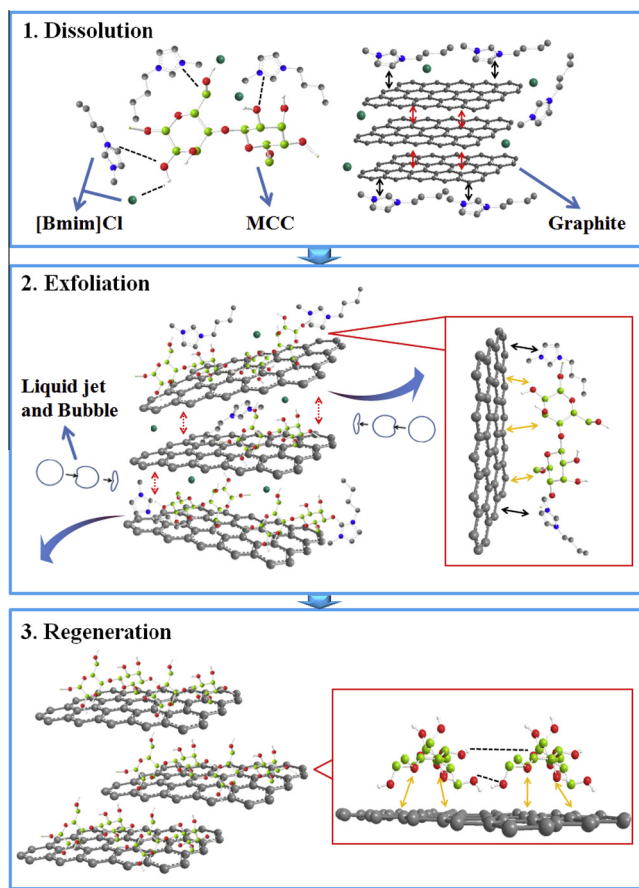 1. Dissolution
[Bmim]Cl
MCC
Graphite
2. Exfoliation
Liquid jet
and Bubble
3. Regeneration